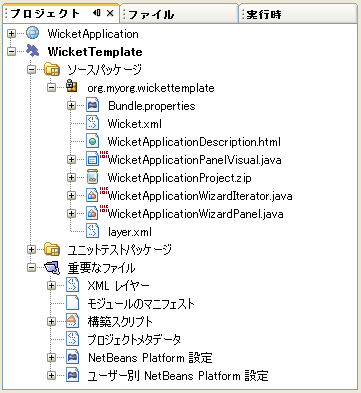 プロジェクト ファイル 実行時
WicketApplication
WicketTemplate
ソースパッケージ
org.myorg.wickettemplate
Bundle.properties
Wicket.xml
WicketApplicationDescription.html
WicketApplicationPanelVisual.java
WicketApplicationProject.zip
WicketApplicationWizardIterator.java
WicketApplicationWizardPanel.java
layer.xml
ユニットテストパッケージ
重要なファイル
XML レイヤー
モジュールのマニフェスト
構築スクリプト
プロジェクトメタデータ
NetBeans Platform 設定
ユーザー別 NetBeans Platform 設定